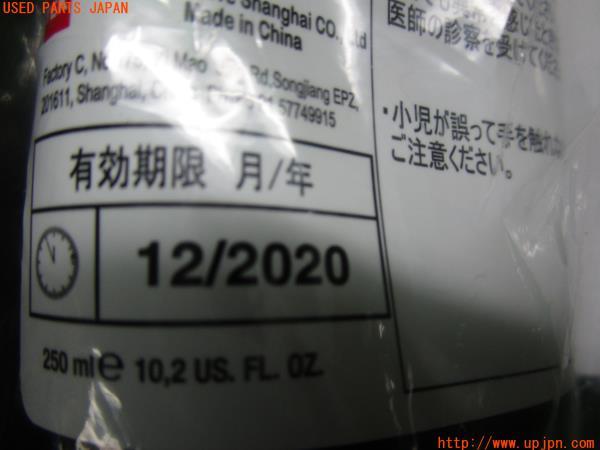 USED PARTS JAPAN
Shanghai CO., Ltd
Made in China
Factory C, No. Mao Rd,Songjiang EP2,
201611, Shanghai, 57749915
医師の診察を受けてくだ
・小児が誤って手を触れ
ご注意ください。
有効期限 月/年
12/2020
250 ml e 10,2 US. FL. OZ.
http://www.upjpn.com